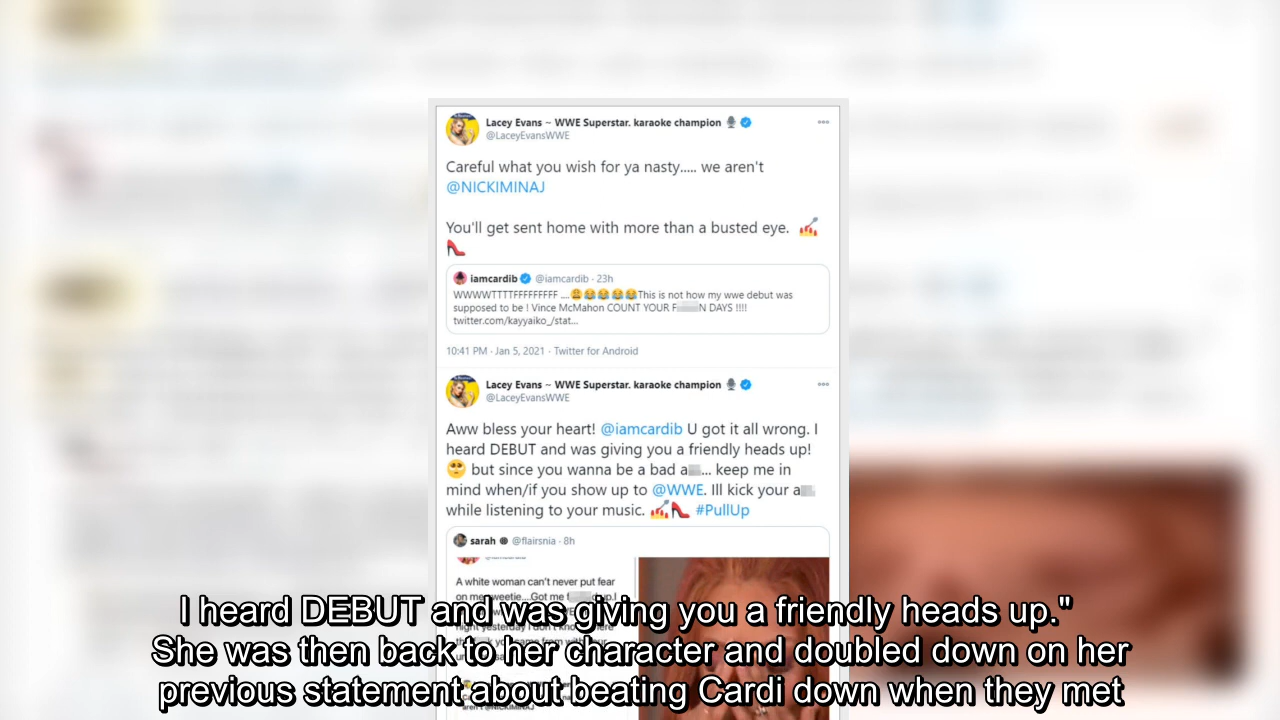 Lacey Evans ~ WWE Superstar. karaoke champion
@LaceyEvansWWE
Careful what you wish for ya nasty..... we aren't
@NICKIMINAJ
You'll get sent home with more than a busted eye.
iamcardib @iamcardib · 23h
WWWWTTTTFFFFFFFFF .... This is not how my wwe debut was
supposed to be ! Vince McMahon COUNT YOUR F N DAYS !!!!
twitter.com/kayyaiko_/stat...
10:41 PM · Jan 5, 2021 · Twitter for Android
Lacey Evans ~ WWE Superstar. karaoke champion
@LaceyEvansWWE
Aww bless your heart! @iamcardib U got it all wrong. I
heard DEBUT and was giving you a friendly heads up!
but since you wanna be a bad a ... keep me in
mind when/if you show up to @WWE. Ill kick your a
while listening to your music. #PullUp
sarah @flairsnia · 8h
A white woman can't never put fear
on me sweetie....Got me f
I heard DEBUT and was giving you a friendly heads up."
She was then back to her character and doubled down on her
previous statement about beating Cardi down when they met